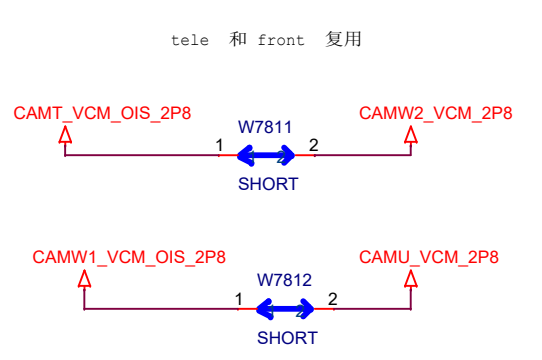 tele 和 front 复用
CAMT_VCM_OIS_2P8
CAMW2_VCM_2P8
W7811
1
2
SHORT
CAMW1_VCM_OIS_2P8
CAMU_VCM_2P8
W7812
1
2
SHORT